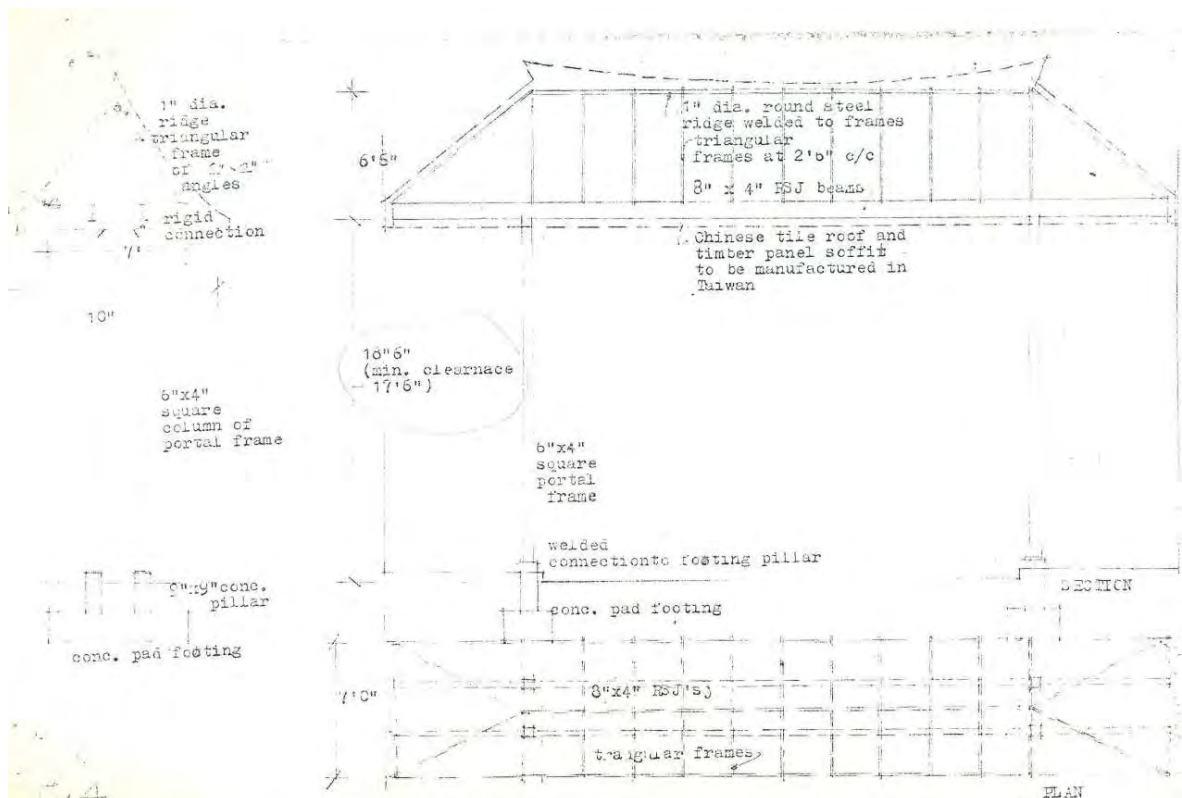 1" dia.
ridge
triangular
frame
of
angles
rigid
connection
7'
10"
6"x4"
square
column of
portal frame
9"x9"conc.
pillar
conc. pad footing
6'6"
1" dia. round steel
ridge welded to frames
triangular
frames at 2'6" c/c
8" x 4" RSJ beams
Chinese tile roof and
timber panel soffit
to be manufactured in
Taiwan
18"6"
(min. clearnace
- 17'6")
6"x4"
square
portal
frame
welded
connectionto footing pillar
SECTION
conc. pad footing
7'0"
8"x4" RSJ's
traigular frames
PLAN